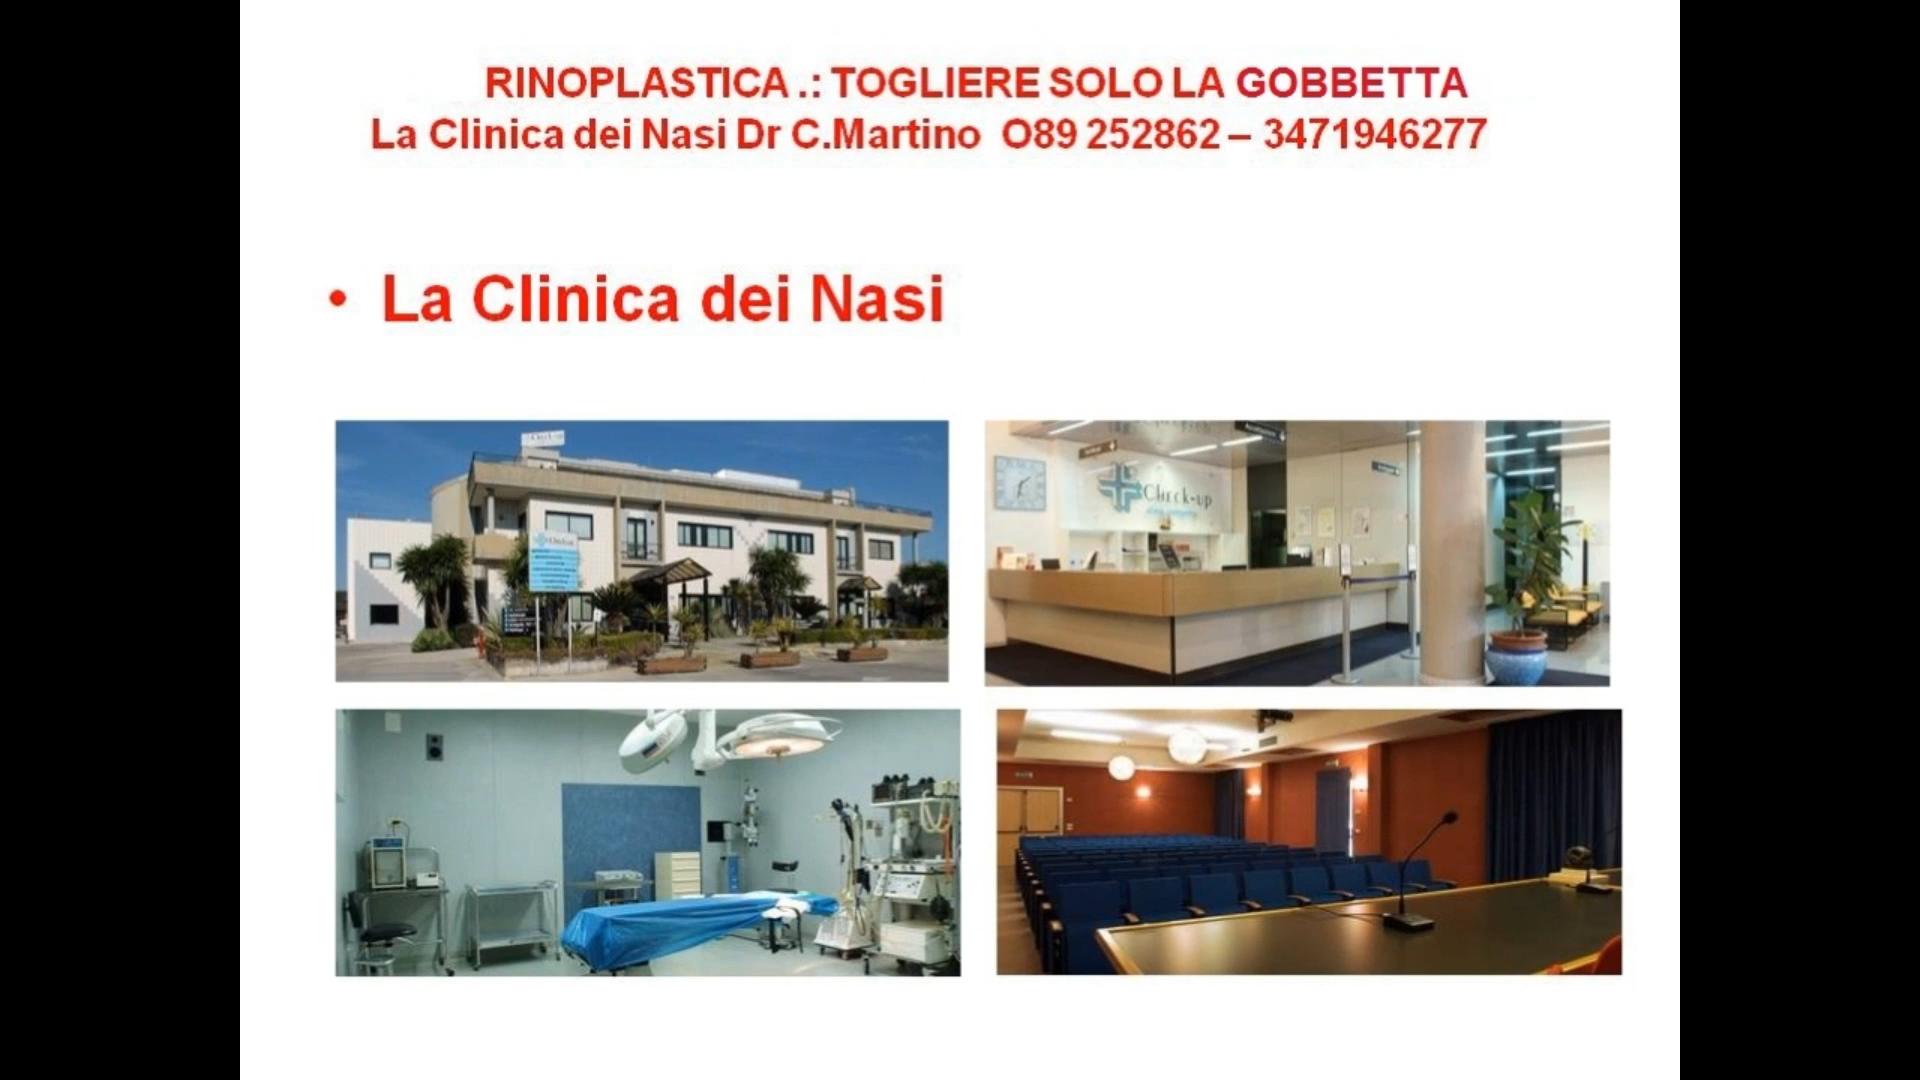 RINOPLASTICA .: TOGLIERE SOLO LA GOBBETTA
La Clinica dei Nasi Dr C.Martino O89 252862 – 3471946277
• La Clinica dei Nasi
Check-up